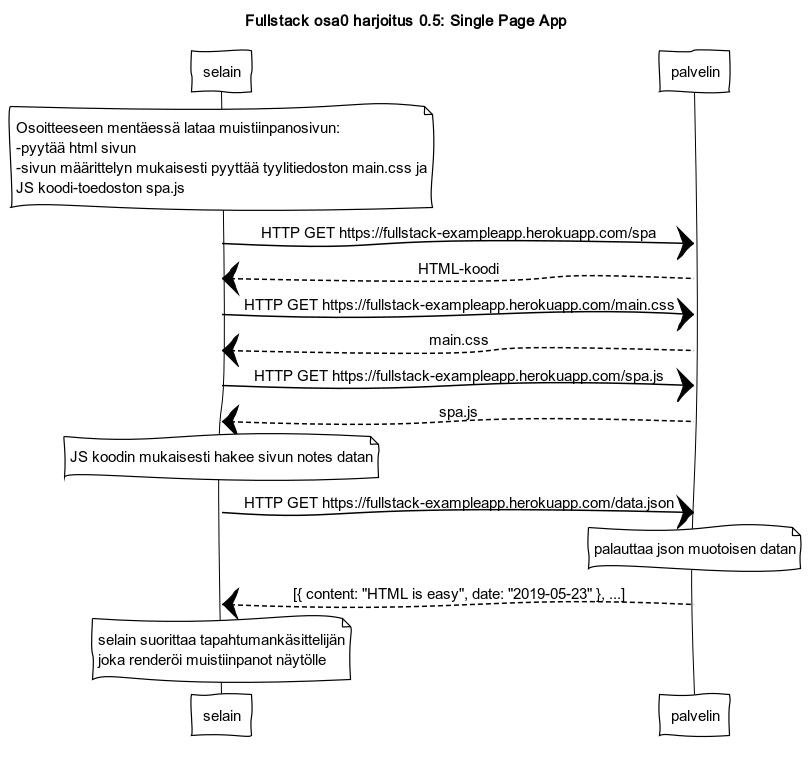 Fullstack osa0 harjoitus 0.5: Single Page App
selain
palvelin
Osoitteeseen mentäessä lataa muistiinpanosivun:
-pyytää html sivun
-sivun määrittelyn mukaisesti pyyttää tyylitiedoston main.css ja
JS koodi-toedoston spa.js
HTTP GET https://fullstack-exampleapp.herokuapp.com/spa
HTML-koodi
HTTP GET https://fullstack-exampleapp.herokuapp.com/main.css
main.css
HTTP GET https://fullstack-exampleapp.herokuapp.com/spa.js
spa.js
JS koodin mukaisesti hakee sivun notes datan
HTTP GET https://fullstack-exampleapp.herokuapp.com/data.json
palauttaa json muotoisen datan
[{ content: "HTML is easy", date: "2019-05-23" }, ...]
selain suorittaa tapahtumankäsittelijän
joka renderöi muistiinpanot näytölle
selain
palvelin